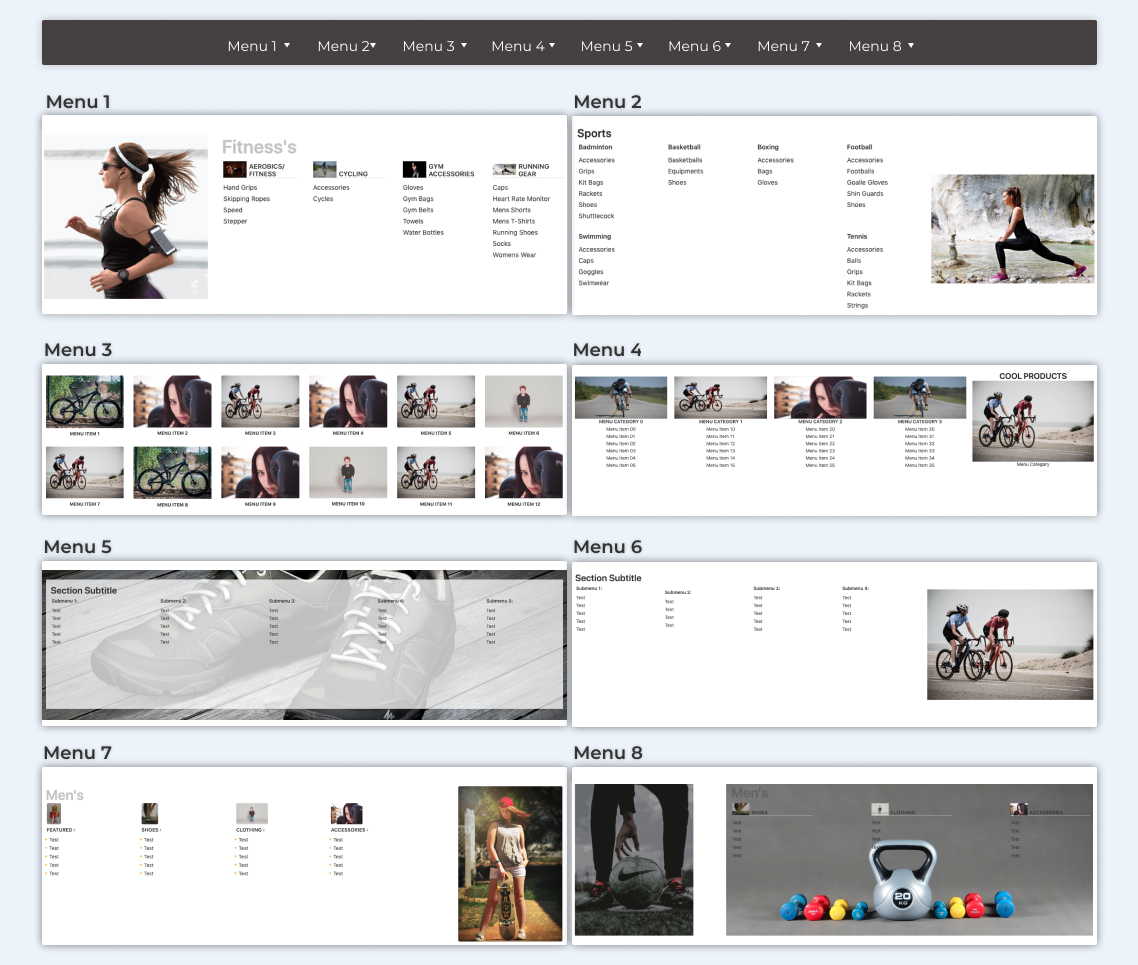 Menu 1 Menu 2 Menu 3 Menu 4 Menu 5 Menu 6 Menu 7 Menu 8
Menu 1
Fitness's
AEROBICS/
FITNESS
Hand Grips
Skipping Ropes
Speed
Stepper
CYCLING
Accessories
Cycles
GYM
ACCESSORIES
Gloves
Gym Bags
Gym Belts
Towels
Water Bottles
RUNNING
GEAR
Caps
Heart Rate Monitor
Mens Shorts
Mens T-Shirts
Running Shoes
Socks
Womens Wear
Menu 2
Sports
Badminton
Accessories
Grips
Kit Bags
Rackets
Shoes
Shuttlecock
Basketball
Basketballs
Equipments
Shoes
Boxing
Accessories
Bags
Gloves
Football
Accessories
Footballs
Goalie Gloves
Shin Guards
Shoes
Swimming
Accessories
Caps
Goggles
Swimwear
Tennis
Accessories
Balls
Grips
Kit Bags
Rackets
Strings
Menu 3
MENU ITEM 1 MENU ITEM 2 MENU ITEM 3 MENU ITEM 4 MENU ITEM 5 MENU ITEM 6
MENU ITEM 7 MENU ITEM 8 MENU ITEM 9 MENU ITEM 10 MENU ITEM 11 MENU ITEM 12
Menu 4
MENU CATEGORY 0
Menu Item 00
Menu Item 01
Menu Item 02
Menu Item 03
Menu Item 04
Menu Item 05
MENU CATEGORY 1
Menu Item 10
Menu Item 11
Menu Item 12
Menu Item 13
Menu Item 14
Menu Item 15
MENU CATEGORY 2
Menu Item 20
Menu Item 21
Menu Item 22
Menu Item 23
Menu Item 24
Menu Item 25
MENU CATEGORY 3
Menu Item 30
Menu Item 31
Menu Item 32
Menu Item 33
Menu Item 34
Menu Item 35
COOL PRODUCTS
Menu Category
Menu 5
Section Subtitle
Submenu 1:
Test
Test
Test
Test
Test
Submenu 2:
Test
Test
Test
Test
Test
Submenu 3:
Test
Test
Test
Test
Test
Submenu 4:
Test
Test
Test
Test
Test
Submenu 5:
Test
Test
Test
Test
Test
Menu 6
Section Subtitle
Submenu 1:
Test
Test
Test
Test
Test
Submenu 2:
Test
Test
Test
Test
Submenu 3:
Test
Test
Test
Test
Test
Submenu 4:
Test
Test
Test
Test
Test
Menu 7
Men's
FEATURED ›
Test
Test
Test
Test
Test
SHOES ›
Test
Test
Test
Test
Test
CLOTHING ›
Test
Test
Test
Test
Test
ACCESSORIES ›
Test
Test
Test
Test
Test
Menu 8
Men's
SHOES
Test
Test
Test
Test
Test
CLOTHING
Test
Test
Test
ACCESSORIES
Test
Test
Test
Test
Test
20
KG